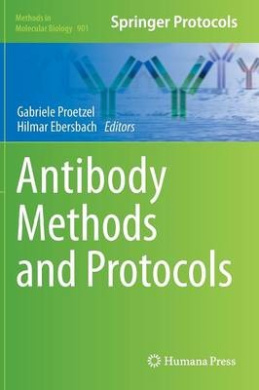 Methods in
Molecular Biology 901
Springer Protocols
Gabriele Proetzel
Hilmar Ebersbach Editors
Antibody
Methods
and Protocols
Humana Press